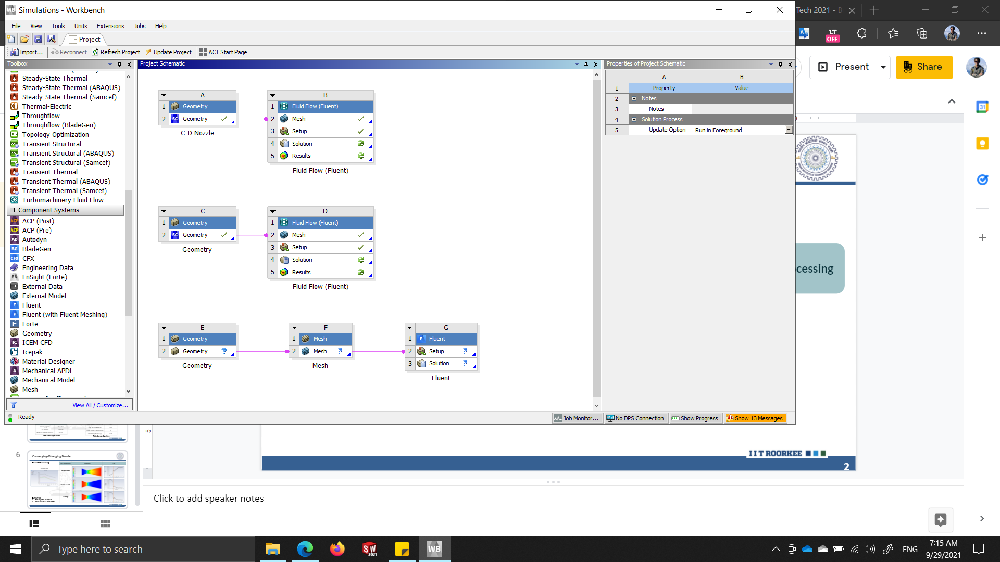 Simulations - Workbench
File View Tools Units Extensions Jobs Help
Project
Import... Reconnect Refresh Project Update Project ACT Start Page
Toolbox
Steady-State Thermal
Steady-State Thermal (ABAQUS)
Steady-State Thermal (Samcef)
Thermal-Electric
Throughflow
Throughflow (BladeGen)
Topology Optimization
Transient Structural
Transient Structural (ABAQUS)
Transient Structural (Samcef)
Transient Thermal
Transient Thermal (ABAQUS)
Transient Thermal (Samcef)
Turbomachinery Fluid Flow
Component Systems
ACP (Post)
ACP (Pre)
Autodyn
BladeGen
CFX
Engineering Data
EnSight (Forte)
External Data
External Model
Fluent
Fluent (with Fluent Meshing)
Forte
Geometry
ICEM CFD
Icepak
Material Designer
Mechanical APDL
Mechanical Model
Mesh
View All / Customize...
Ready
Project Schematic
A
1 Geometry
2 Geometry
C-D Nozzle
B
1 Fluid Flow (Fluent)
2 Mesh
3 Setup
4 Solution
5 Results
Fluid Flow (Fluent)
C
1 Geometry
2 Geometry
Geometry
D
1 Fluid Flow (Fluent)
2 Mesh
3 Setup
4 Solution
5 Results
Fluid Flow (Fluent)
E
1 Geometry
2 Geometry
Geometry
F
1 Mesh
2 Mesh
Mesh
G
1 Fluent
2 Setup
3 Solution
Fluent
Properties of Project Schematic
A B
1 Property Value
2 Notes
3 Notes
4 Solution Process
5 Update Option Run in Foreground
Job Monitor... No DPS Connection Show Progress Show 13 Messages
Tech 2021 - B
LT
OFF
Present
Share
31
9
cessing
5
IIT ROORKEE
2
6
Converging-Diverging Nozzle
Post-Processing
Click to add speaker notes
Type here to search
SW
2021
WB
ENG
7:15 AM
9/29/2021